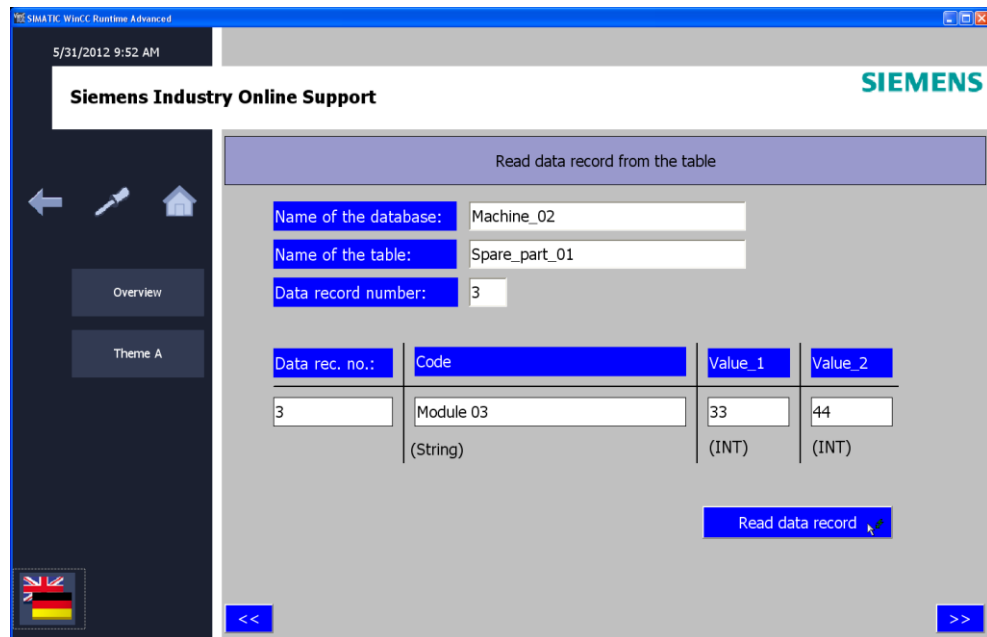 SIMATIC WinCC Runtime Advanced
5/31/2012 9:52 AM
SIEMENS
Siemens Industry Online Support
Read data record from the table
Name of the database: Machine_02
Name of the table: Spare_part_01
Data record number: 3
Overview
Theme A
Data rec. no.: Code Value_1 Value_2
3 Module 03 33 44
(String) (INT) (INT)
Read data record
<< >>